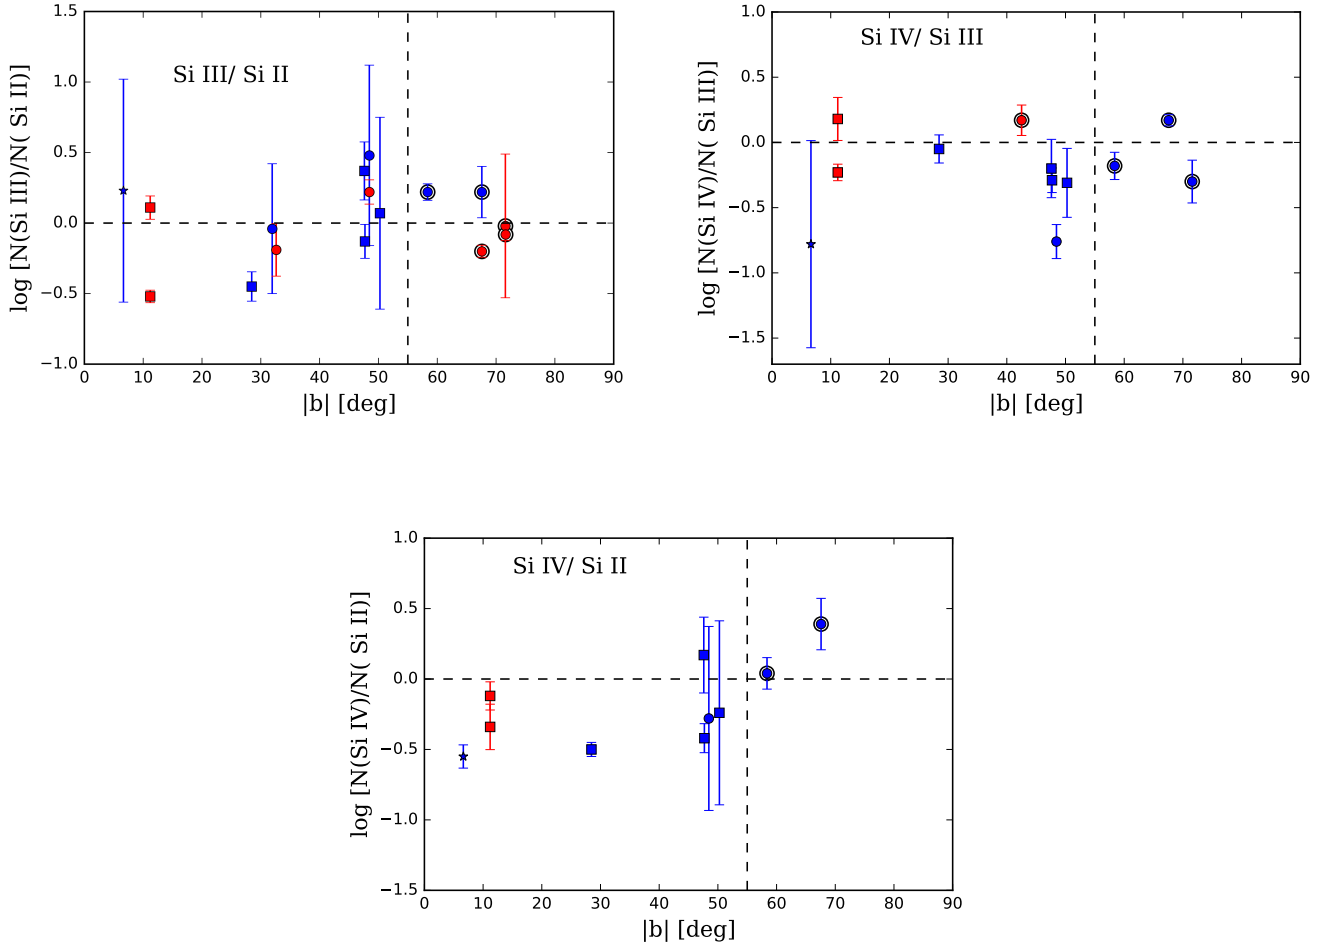 Si III/ Si II
log [N(Si III)/N( Si II)]
1.5
1.0
0.5
0.0
−0.5
−1.0
0 10 20 30 40 50 60 70 80 90
|b| [deg]
Si IV/ Si III
log [N(Si IV)/N( Si III)]
1.0
0.5
0.0
−0.5
−1.0
−1.5
0 10 20 30 40 50 60 70 80 90
|b| [deg]
Si IV/ Si II
log [N(Si IV)/N( Si II)]
1.0
0.5
0.0
−0.5
−1.0
−1.5
0 10 20 30 40 50 60 70 80 90
|b| [deg]